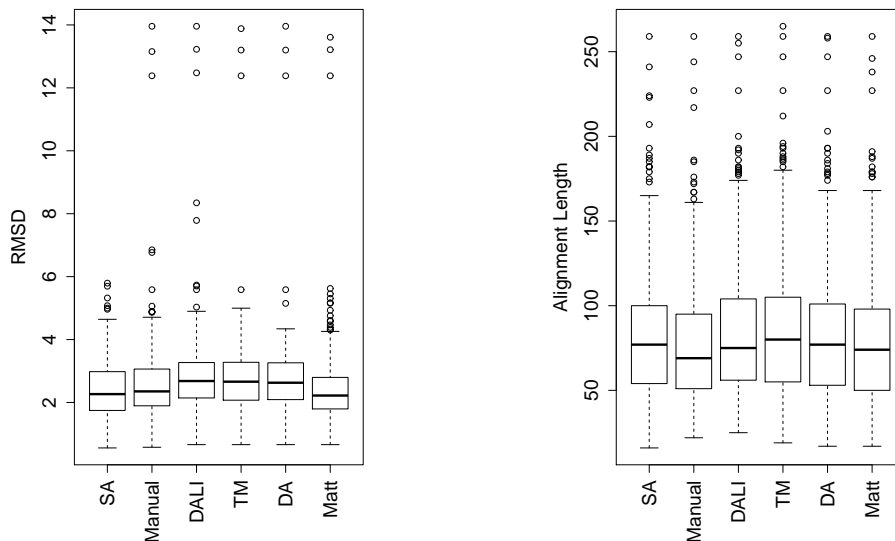 RMSD
14
12
10
8
6
4
2
SA
Manual
DALI
TM
DA
Matt
Alignment Length
250
200
150
100
50
SA
Manual
DALI
TM
DA
Matt